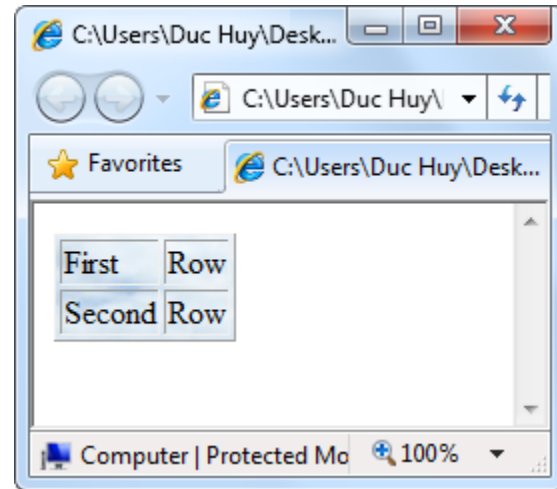 C:\Users\Duc Huy\Desk...
C:\Users\Duc Huy\
Favorites
C:\Users\Duc Huy\Desk...
First Row
Second Row
Computer | Protected Mo 100%